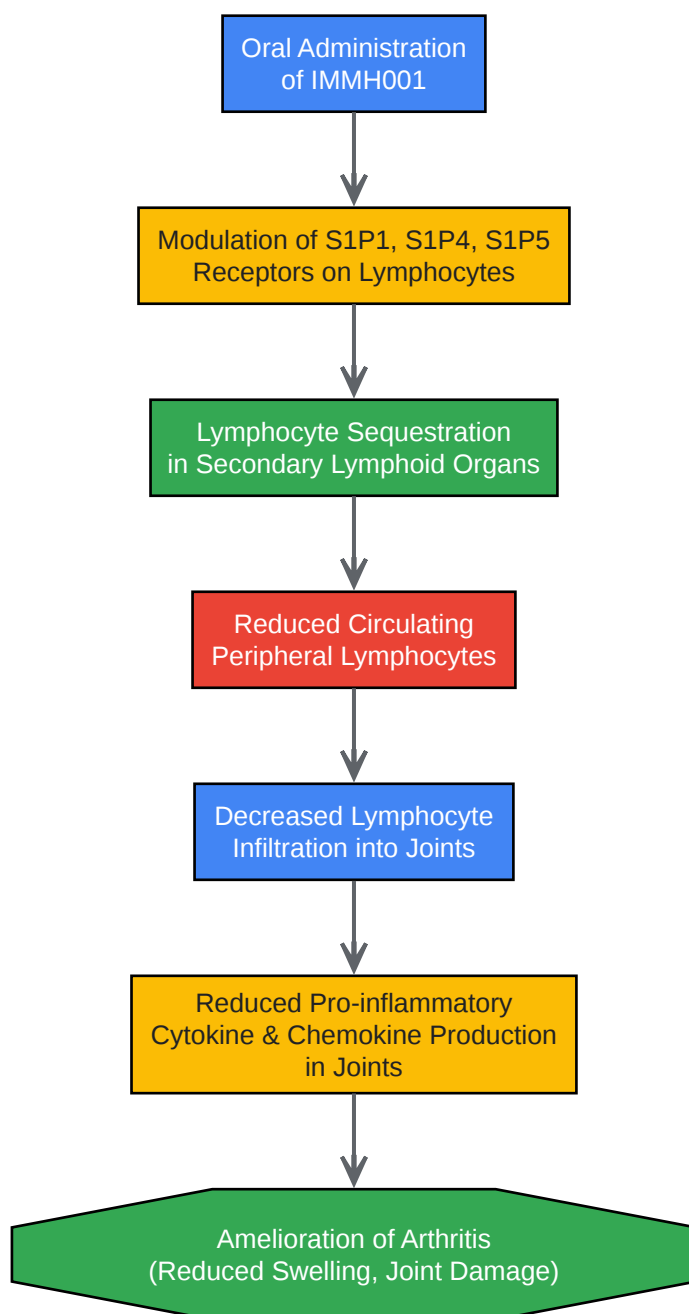 Oral Administration
of IMMH001
Modulation of S1P1, S1P4, S1P5
Receptors on Lymphocytes
Lymphocyte Sequestration
in Secondary Lymphoid Organs
Reduced Circulating
Peripheral Lymphocytes
Decreased Lymphocyte
Infiltration into Joints
Reduced Pro-inflammatory
Cytokine & Chemokine Production
in Joints
Amelioration of Arthritis
(Reduced Swelling, Joint Damage)